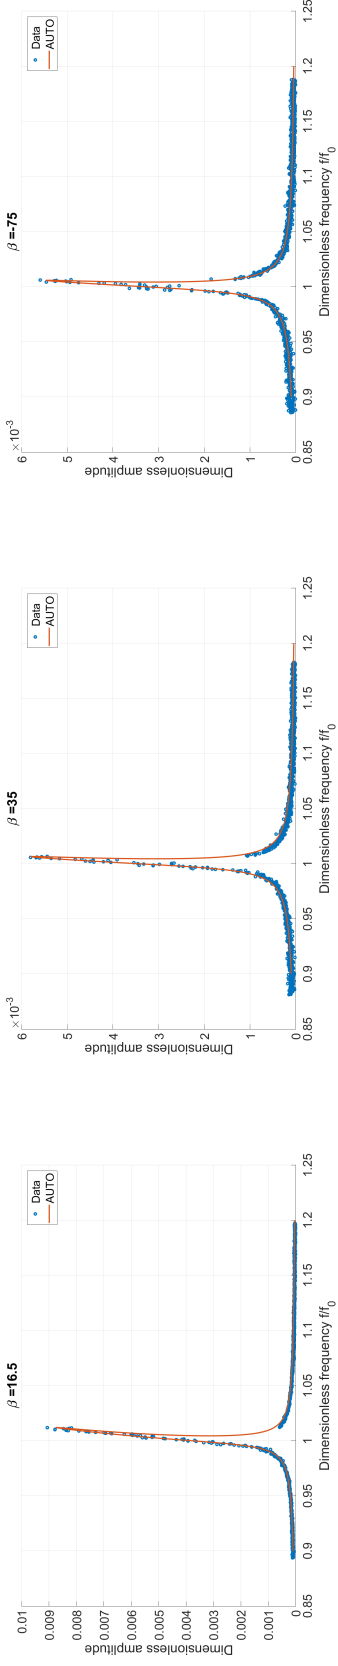 β =16.5
0.01
0.009
0.008
0.007
0.006
0.005
0.004
0.003
0.002
0.001
0
Dimensionless amplitude
Data
AUTO
0.85 0.9 0.95 1 1.05 1.1 1.15 1.2 1.25
Dimensionless frequency f/f₀
β =35
×10⁻³
6
5
4
3
2
1
0
Dimensionless amplitude
Data
AUTO
0.85 0.9 0.95 1 1.05 1.1 1.15 1.2 1.25
Dimensionless frequency f/f₀
β =-75
×10⁻³
6
5
4
3
2
1
0
Dimensionless amplitude
Data
AUTO
0.85 0.9 0.95 1 1.05 1.1 1.15 1.2 1.25
Dimensionless frequency f/f₀